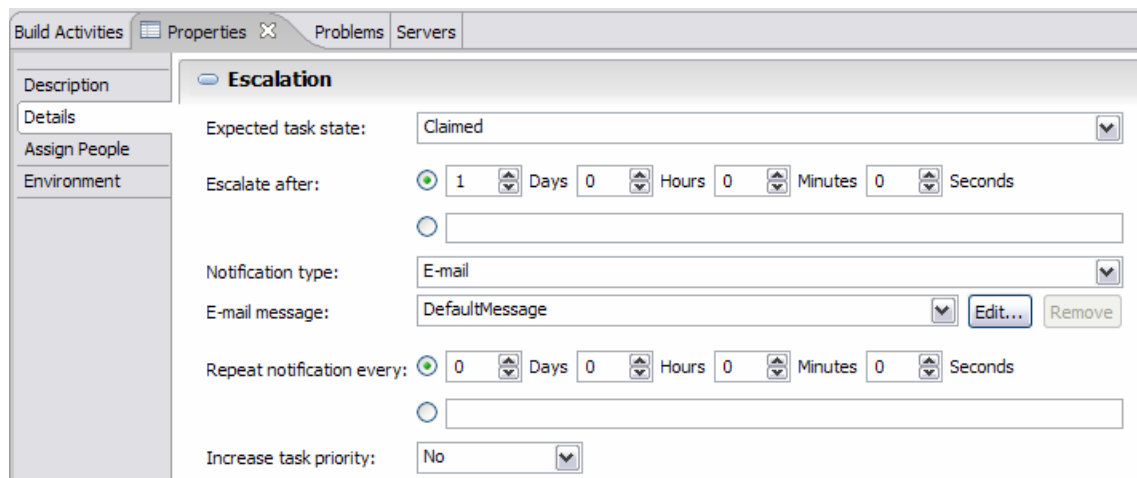 Build Activities Properties Problems Servers
Description
Details
Assign People
Environment
Escalation
Expected task state: Claimed
Escalate after: 1 Days 0 Hours 0 Minutes 0 Seconds
Notification type: E-mail
E-mail message: DefaultMessage Edit... Remove
Repeat notification every: 0 Days 0 Hours 0 Minutes 0 Seconds
Increase task priority: No